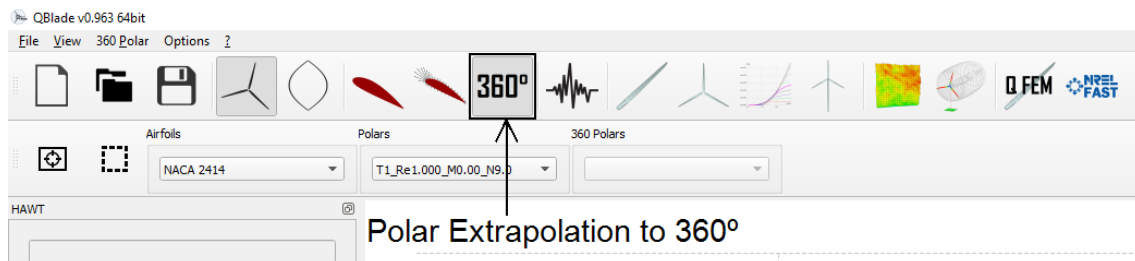 QBlade v0.963 64bit
File View 360 Polar Options ?
360º Q FEM NREL FAST
Airfoils Polars 360 Polars
NACA 2414 T1_Re1.000_M0.00_N9.0
HAWT
Polar Extrapolation to 360º